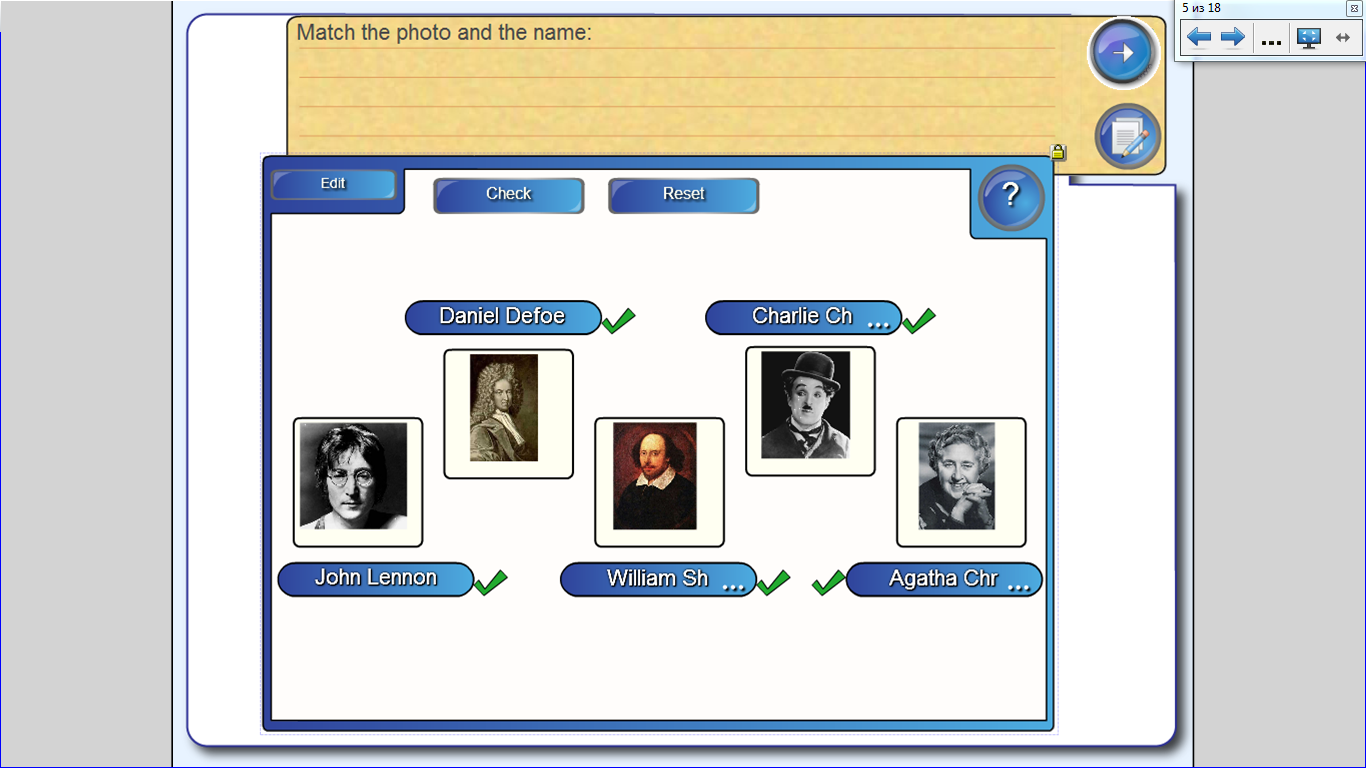 5 из 18
Match the photo and the name:
Edit
Check
Reset
?
Daniel Defoe
Charlie Ch ...
John Lennon
William Sh ...
Agatha Chr ...